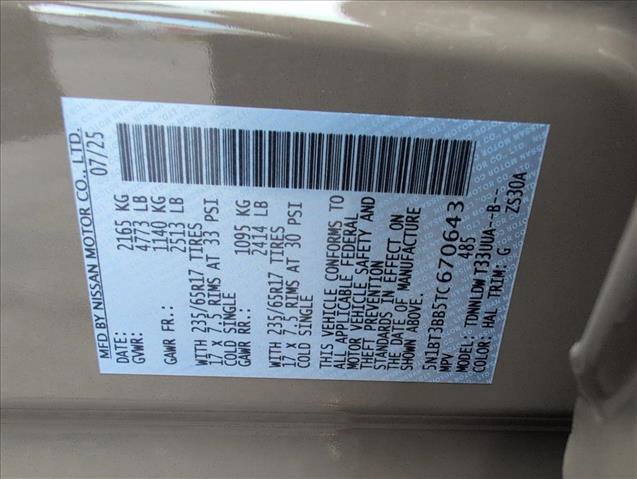 MFD BY NISSAN MOTOR CO., LTD.
DATE: 07/25
GVWR: 2165 KG
4773 LB
GAWR FR.: 1140 KG
2513 LB
WITH 235/65R17 TIRES
17 X 7.5 RIMS AT 33 PSI
COLD SINGLE
GAWR RR: 1095 KG
2414 LB
WITH 235/65R17 TIRES
17 X 7.5 RIMS AT 30 PSI
COLD SINGLE
THIS VEHICLE CONFORMS TO
ALL APPLICABLE FEDERAL
MOTOR VEHICLE SAFETY AND
THEFT PREVENTION
STANDARDS IN EFFECT ON
THE DATE OF MANUFACTURE
SHOWN ABOVE.
5N1BT3BB5TC670643
MPV 485
MODEL: TDNNLDW T33UUA--B--
COLOR: HAL TRIM: G ZS30A